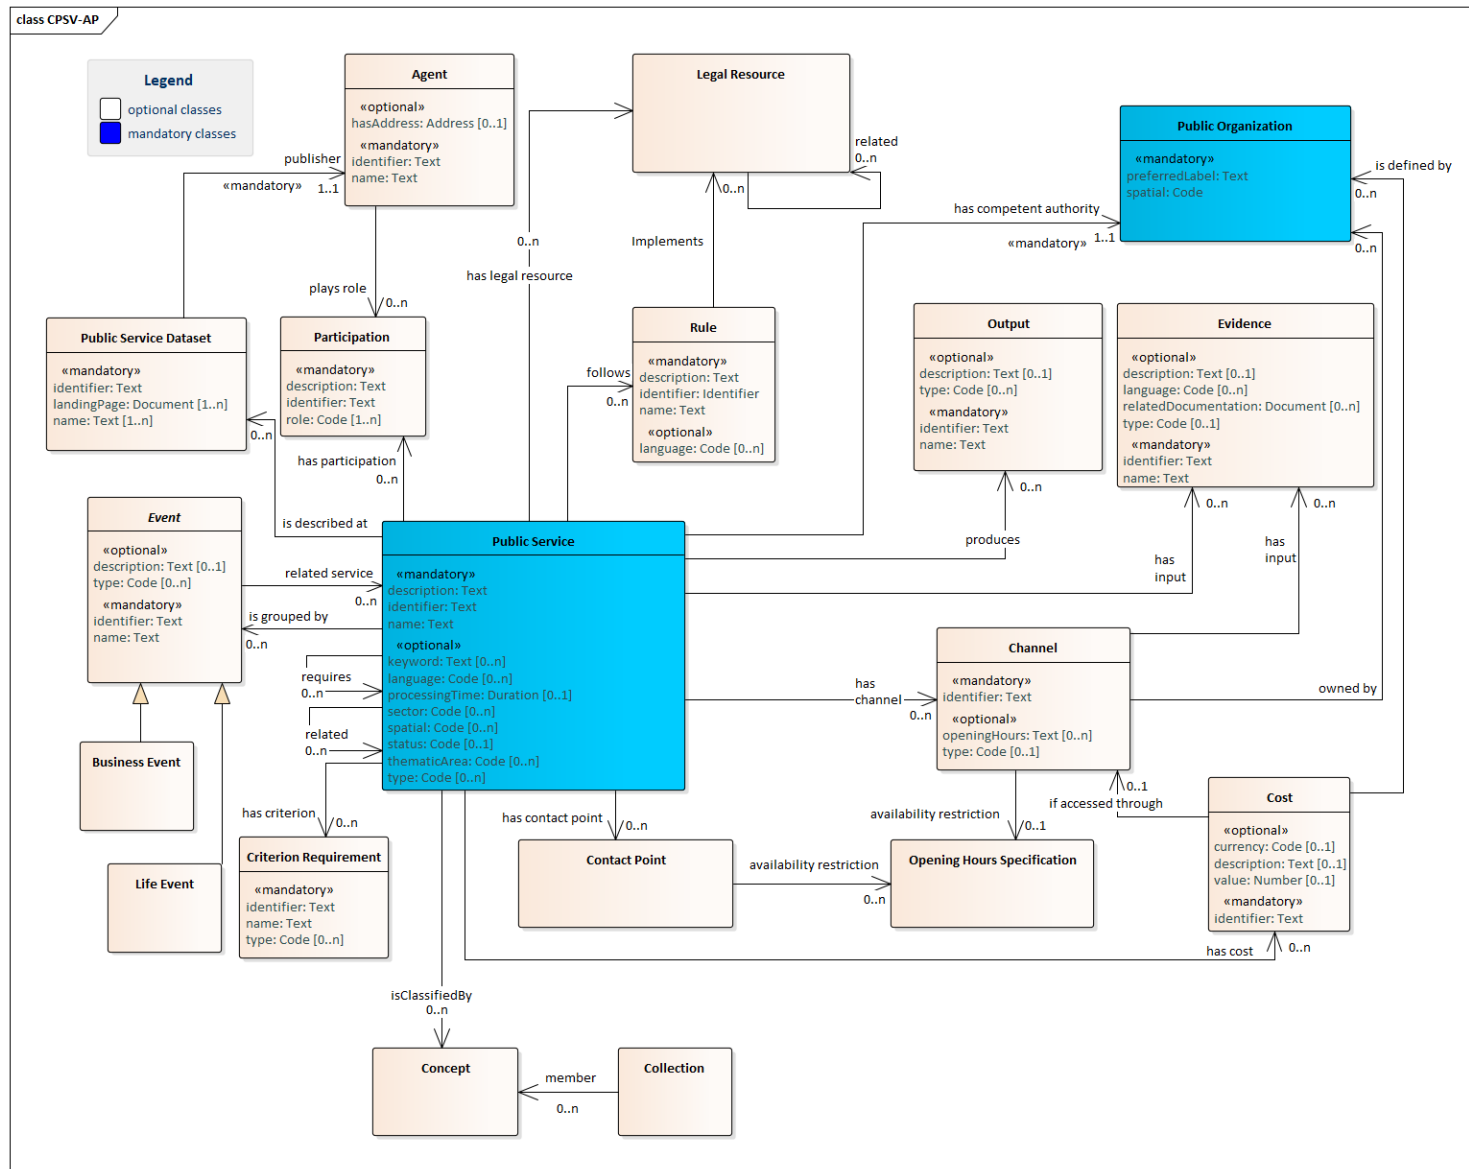 class CPSV-AP
Legend
optional classes
mandatory classes
Agent
«optional»
hasAddress: Address [0..1]
«mandatory»
identifier: Text
name: Text
Legal Resource
related
0..n
Public Organization
«mandatory»
preferredLabel: Text
spatial: Code
is defined by
0..n
0..n
publisher
«mandatory»
1..1
0..n
has legal resource
0..n
Implements
has competent authority
«mandatory»
1..1
plays role
0..n
Public Service Dataset
«mandatory»
identifier: Text
landingPage: Document [1..n]
name: Text [1..n]
0..n
Participation
«mandatory»
description: Text
identifier: Text
role: Code [1..n]
has participation
0..n
follows
0..n
Rule
«mandatory»
description: Text
identifier: Identifier
name: Text
«optional»
language: Code [0..n]
Output
«optional»
description: Text [0..1]
type: Code [0..n]
«mandatory»
identifier: Text
name: Text
0..n
produces
Evidence
«optional»
description: Text [0..1]
language: Code [0..n]
relatedDocumentation: Document [0..n]
type: Code [0..1]
«mandatory»
identifier: Text
name: Text
0..n
0..n
has
input
has
input
Event
«optional»
description: Text [0..1]
type: Code [0..n]
«mandatory»
identifier: Text
name: Text
is described at
related service
0..n
is grouped by
0..n
Public Service
«mandatory»
description: Text
identifier: Text
name: Text
«optional»
keyword: Text [0..n]
language: Code [0..n]
processingTime: Duration [0..1]
sector: Code [0..n]
spatial: Code [0..n]
status: Code [0..1]
thematicArea: Code [0..n]
type: Code [0..n]
requires
0..n
related
0..n
has
channel
0..n
Channel
«mandatory»
identifier: Text
«optional»
openingHours: Text [0..n]
type: Code [0..1]
owned by
Business Event
Life Event
has criterion
0..n
Criterion Requirement
«mandatory»
identifier: Text
name: Text
type: Code [0..n]
has contact point
0..n
Contact Point
availability restriction
0..n
availability restriction
0..1
Opening Hours Specification
0..1
if accessed through
Cost
«optional»
currency: Code [0..1]
description: Text [0..1]
value: Number [0..1]
«mandatory»
identifier: Text
has cost
0..n
isClassifiedBy
0..n
Concept
member
0..n
Collection